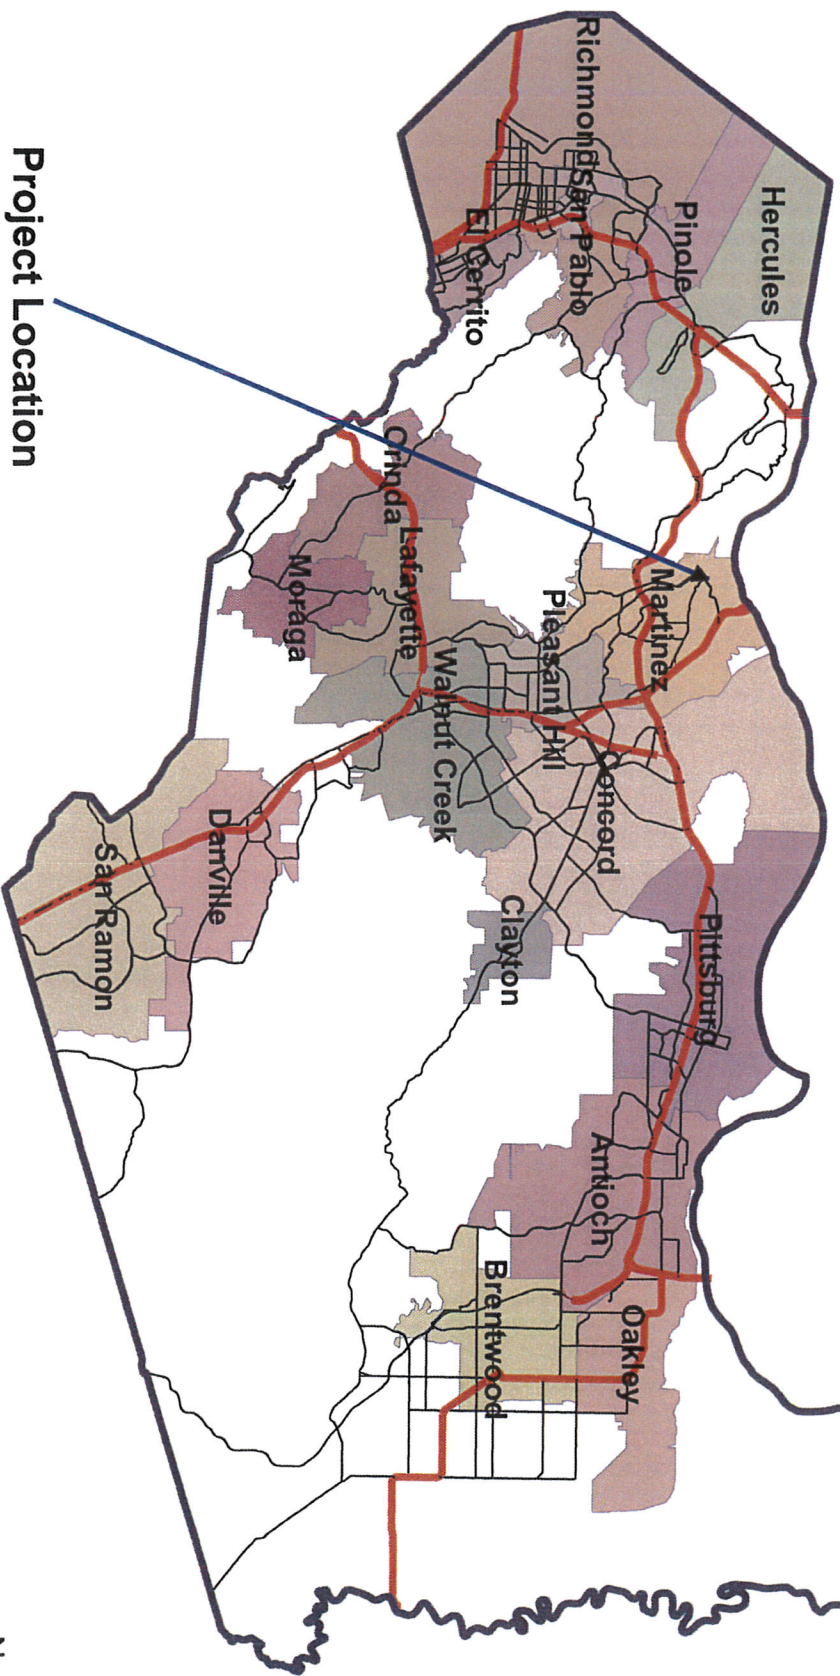 Hercules
Pinole
Richmond
San Pablo
El Cerrito
Martinez
Pleasant Hill
Concord
Pittsburg
Antioch
Oakley
Brentwood
Clayton
Walnut Creek
Lafayette
Orinda
Moraga
Danville
San Ramon
Project Location
N